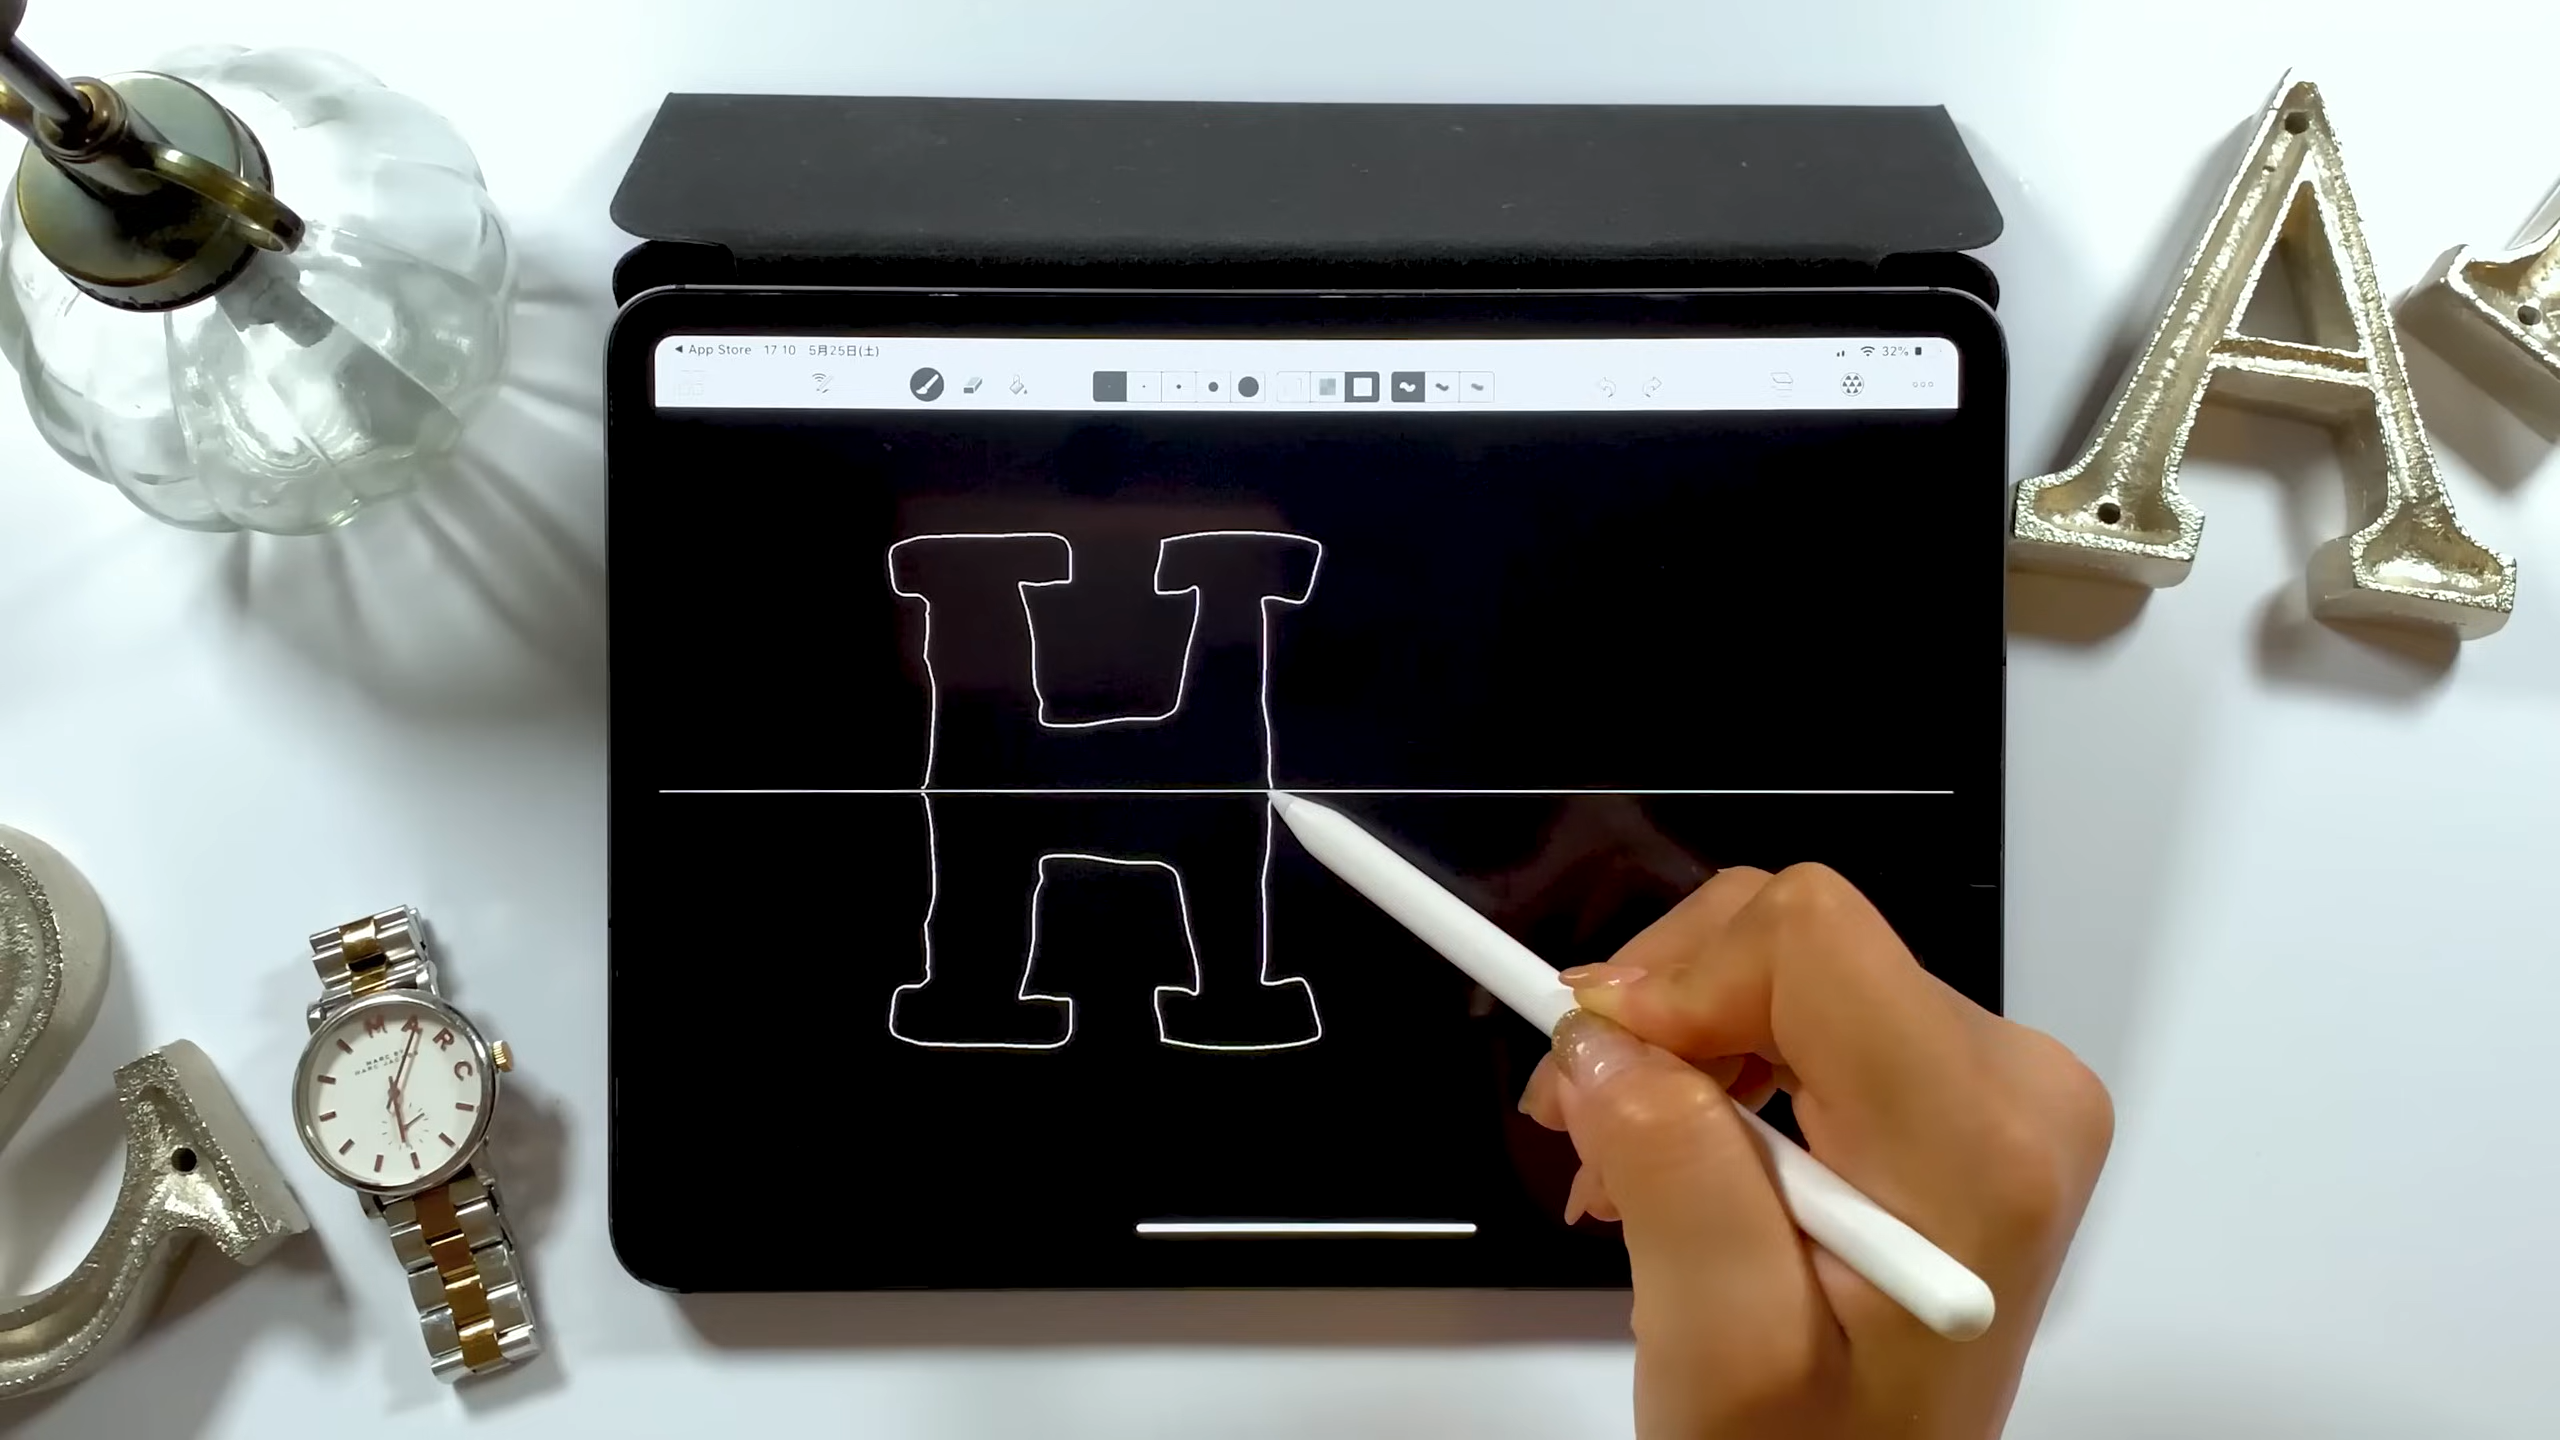 ◀ App Store 17 10 5月25日(土)
32%
A
H
MARC
MARC BY
MARC JACOBS